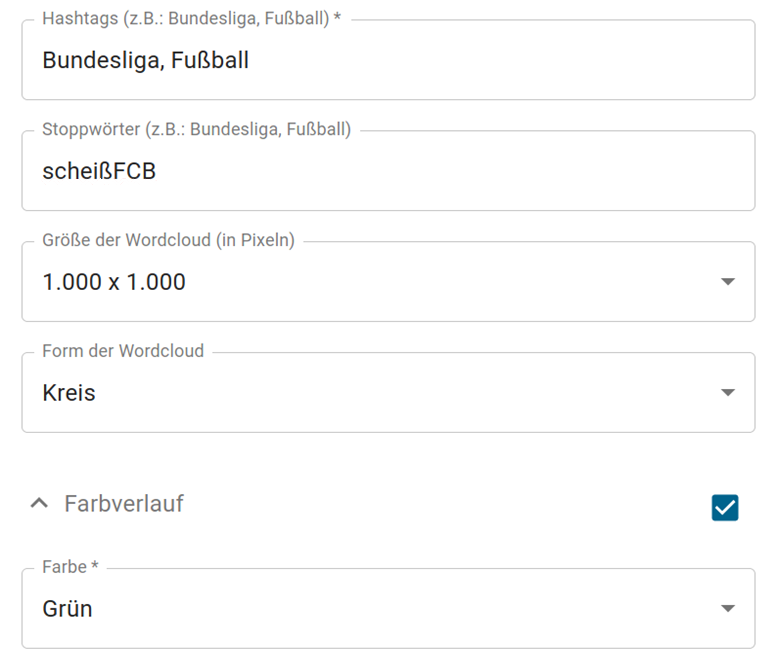 Hashtags (z.B.: Bundesliga, Fußball) *
Bundesliga, Fußball
Stoppwörter (z.B.: Bundesliga, Fußball)
scheißFCB
Größe der Wordcloud (in Pixeln)
1.000 x 1.000
Form der Wordcloud
Kreis
Farbverlauf
Farbe *
Grün